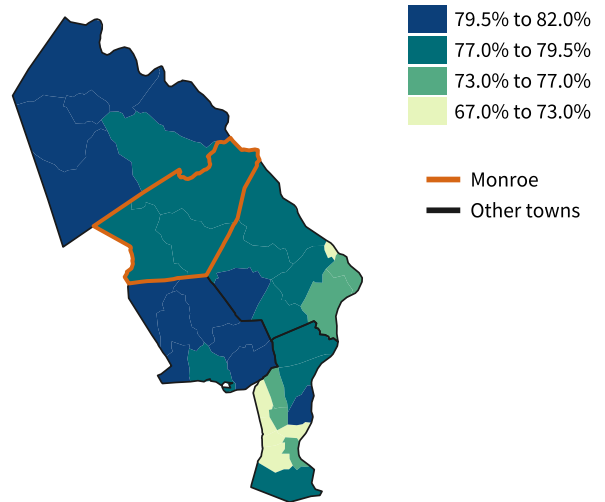 79.5% to 82.0%
77.0% to 79.5%
73.0% to 77.0%
67.0% to 73.0%
Monroe
Other towns